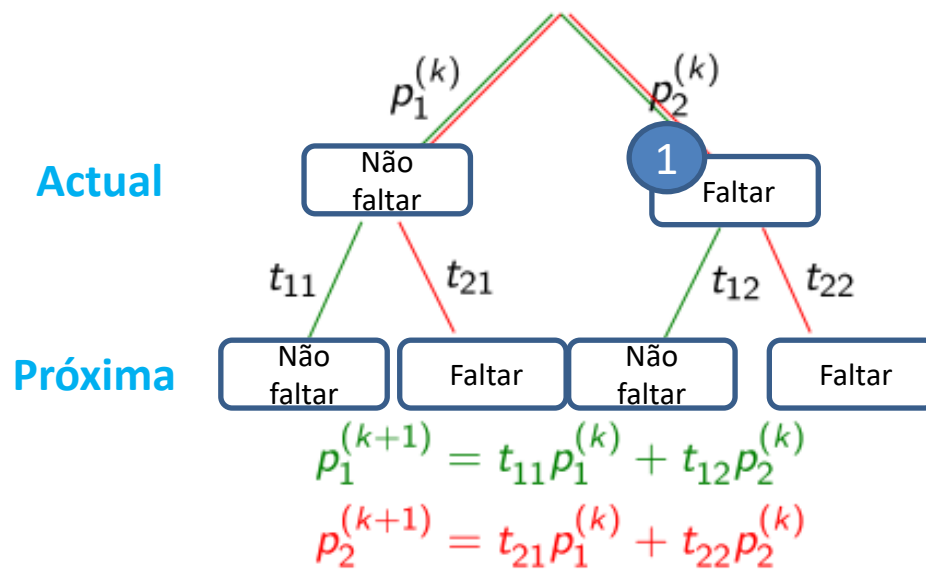 p₁⁽ᵏ⁾ p₂⁽ᵏ⁾
1
Actual
Não
faltar
Faltar
t₁₁ t₂₁ t₁₂ t₂₂
Próxima
Não
faltar
Faltar
Não
faltar
Faltar
p₁⁽ᵏ⁺¹⁾ = t₁₁p₁⁽ᵏ⁾ + t₁₂p₂⁽ᵏ⁾
p₂⁽ᵏ⁺¹⁾ = t₂₁p₁⁽ᵏ⁾ + t₂₂p₂⁽ᵏ⁾